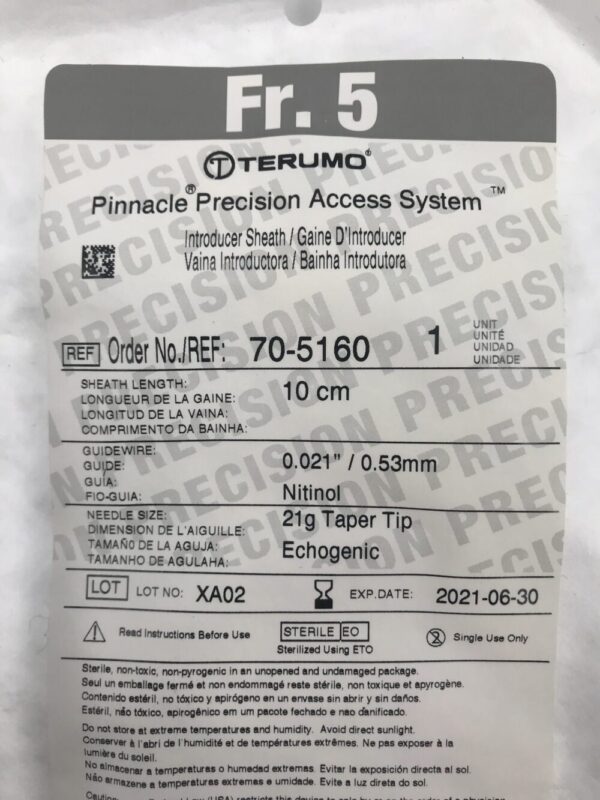 Fr. 5
TERUMO®
Pinnacle® Precision Access System™
Introducer Sheath / Gaine D'Introducer
Vaina Introductora / Bainha Introdutora
REF Order No./REF: 70-5160 1 UNIT
UNITÉ
UNIDAD
UNIDADE
SHEATH LENGTH: 10 cm
LONGUEUR DE LA GAINE:
LONGITUD DE LA VAINA:
COMPRIMENTO DA BAINHA:
GUIDEWIRE: 0.021" / 0.53mm
GUIDE:
GUÍA: Nitinol
FIO-GUIA:
NEEDLE SIZE: 21g Taper Tip
DIMENSION DE L'AIGUILLE:
TAMAÑO DE LA AGUJA: Echogenic
TAMANHO DE AGULAHA:
LOT LOT NO: XA02 EXP.DATE: 2021-06-30
Read Instructions Before Use STERILE EO Single Use Only
Sterilized Using ETO
Sterile, non-toxic, non-pyrogenic in an unopened and undamaged package.
Seul un emballage fermé et non endommagé reste stérile, non toxique et apyrogène.
Contenido estéril, no tóxico y apirógeno en un envase sin abrir y sin daños.
Estéril, não tóxico, apirogênico em um pacote fechado e nao danificado.
Do not store at extreme temperatures and humidity. Avoid direct sunlight.
Conserver à l'abri de l'humidité et de températures extrêmes. Ne pas exposer à la
lumière du soleil.
No almacenar a temperatures o humedad extremas. Evitar la exposición directa al sol.
Não armazene a temperatures extremas e umidade. Evite a luz direta do sol.